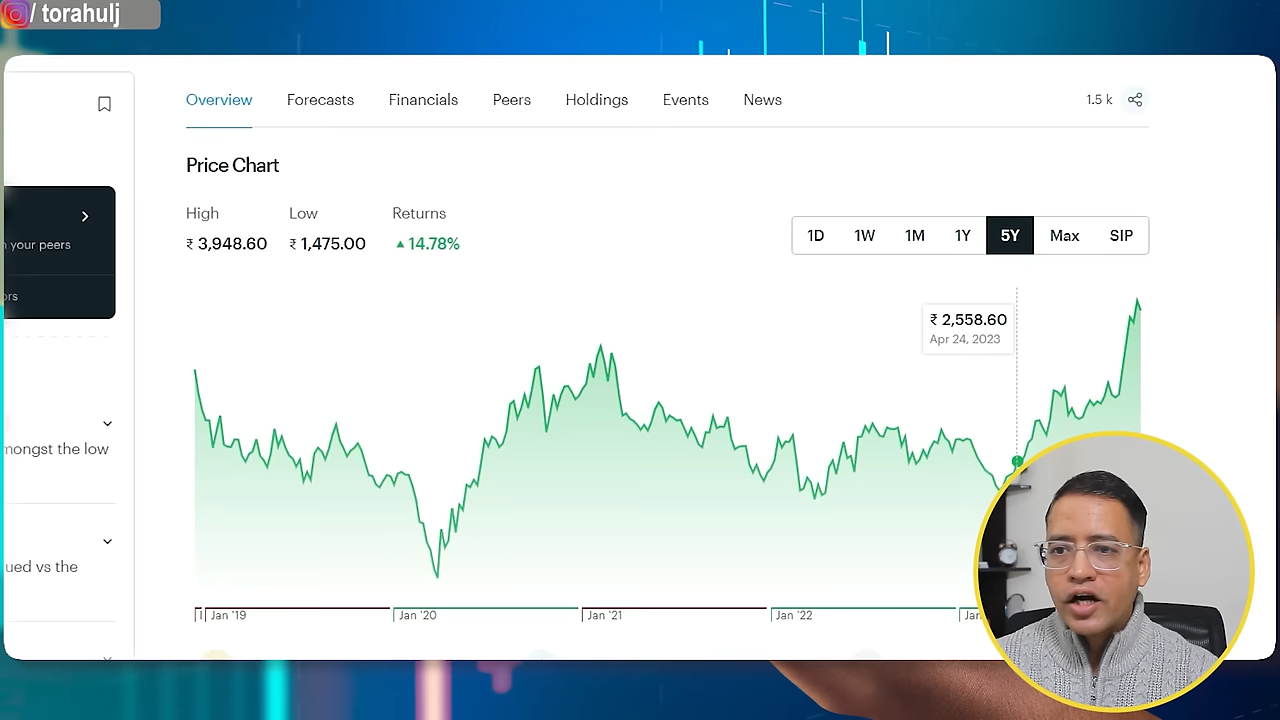 / torahulj
Overview Forecasts Financials Peers Holdings Events News 1.5 k
Price Chart
High Low Returns
₹ 3,948.60 ₹ 1,475.00 14.78%
1D 1W 1M 1Y 5Y Max SIP
your peers
ors
₹ 2,558.60
Apr 24, 2023
mongst the low
ued vs the
Jan '19 Jan '20 Jan '21 Jan '22